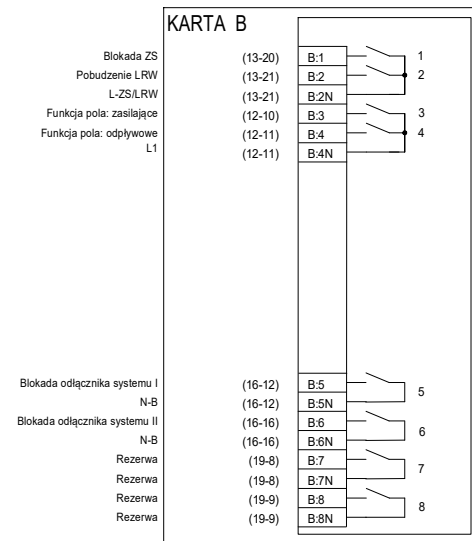 KARTA B
Blokada ZS (13-20) B:1 1
Pobudzenie LRW (13-21) B:2 2
L-ZS/LRW (13-21) B:2N
Funkcja pola: zasilające (12-10) B:3 3
Funkcja pola: odpływowe (12-11) B:4 4
L1 (12-11) B:4N
Blokada odłącznika systemu I (16-12) B:5 5
N-B (16-12) B:5N
Blokada odłącznika systemu II (16-16) B:6 6
N-B (16-16) B:6N
Rezerwa (19-8) B:7 7
Rezerwa (19-8) B:7N
Rezerwa (19-9) B:8 8
Rezerwa (19-9) B:8N